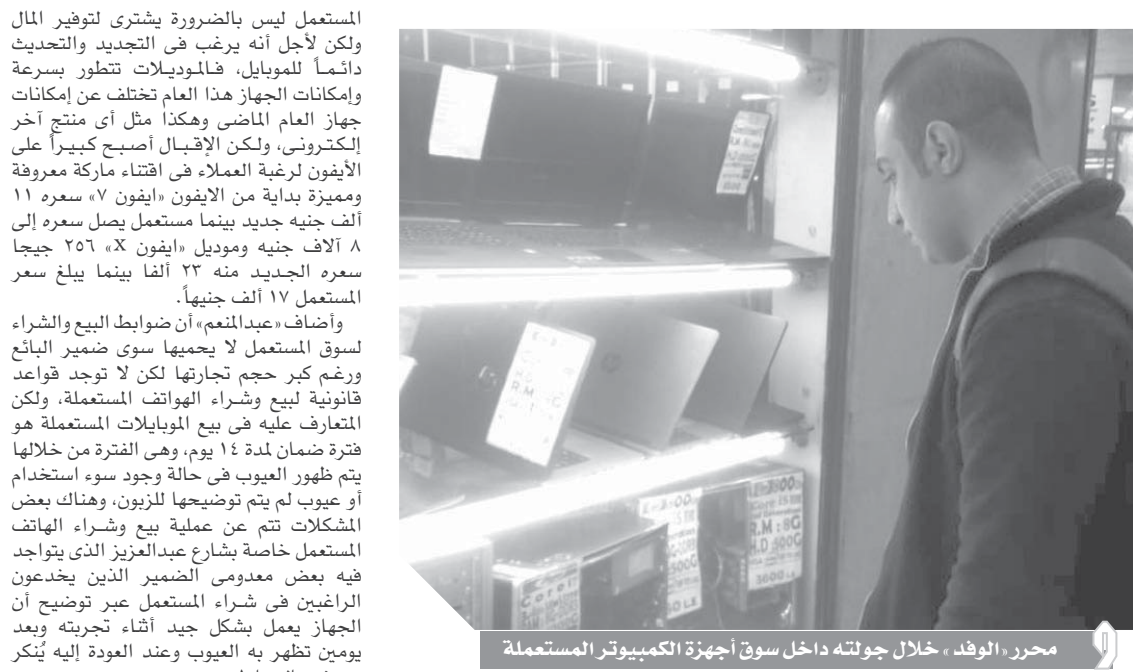 المستعمل ليس بالضرورة يشترى لتوفير المال
ولكن لأجل أنه يرغب فى التجديد والتحديث
دائماً للموبايل، فالموديلات تتطور بسرعة
وإمكانات الجهاز هذا العام تختلف عن إمكانات
جهاز العام الماضى وهكذا مثل أى منتج آخر
إلكترونى، ولكن الإقبال أصبح كبيراً على
الأيفون لرغبة العملاء فى اقتناء ماركة معروفة
ومميزة بداية من الايفون «ايفون ٧» سعره ١١
ألف جنيه جديد بينما مستعمل يصل سعره إلى
٨ آلاف جنيه وموديل «ايفون X» ٢٥٦ جيجا
سعره الجديد منه ٢٣ ألفا بينما يبلغ سعر
المستعمل ١٧ ألف جنيهاً.
وأضاف «عبدالمنعم» أن ضوابط البيع والشراء
لسوق المستعمل لا يحميها سوى ضمير البائع
ورغم كبر حجم تجارتها لكن لا توجد قواعد
قانونية لبيع وشراء الهواتف المستعملة، ولكن
المتعارف عليه فى بيع الموبايلات المستعملة هو
فترة ضمان لمدة ١٤ يوم، وهى الفترة من خلالها
يتم ظهور العيوب فى حالة وجود سوء استخدام
أو عيوب لم يتم توضيحها للزبون، وهناك بعض
المشكلات تتم عن عملية بيع وشراء الهاتف
المستعمل خاصة بشارع عبدالعزيز الذى يتواجد
فيه بعض معدومى الضمير الذين يخدعون
الراغبين فى شراء المستعمل عبر توضيح أن
الجهاز يعمل بشكل جيد أثناء تجربته وبعد
يومين تظهر به العيوب وعند العودة إليه يُنكر
hp
Core i5
R.M : 8G
H.D :500G
3600 LE
محرر «الوفد» خلال جولته داخل سوق أجهزة الكمبيوتر المستعملة